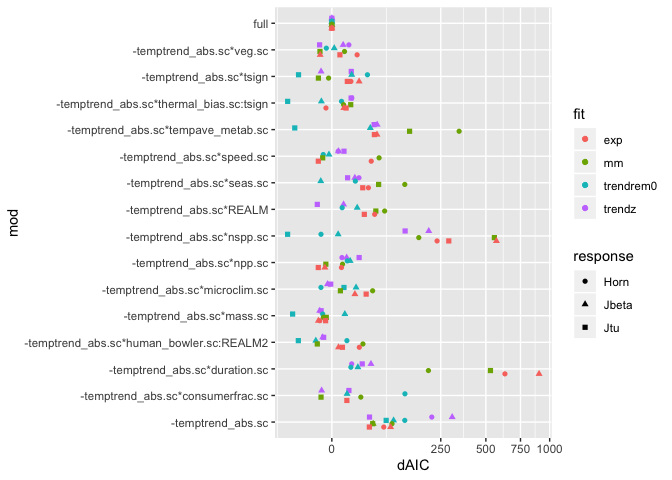 full
-temptrend_abs.sc*veg.sc
-temptrend_abs.sc*tsign
-temptrend_abs.sc*thermal_bias.sc:tsign
-temptrend_abs.sc*tempave_metab.sc
-temptrend_abs.sc*speed.sc
-temptrend_abs.sc*seas.sc
-temptrend_abs.sc*REALM
-temptrend_abs.sc*nspp.sc
-temptrend_abs.sc*npp.sc
-temptrend_abs.sc*microclim.sc
-temptrend_abs.sc*mass.sc
-temptrend_abs.sc*human_bowler.sc:REALM2
-temptrend_abs.sc*duration.sc
-temptrend_abs.sc*consumerfrac.sc
-temptrend_abs.sc
mod
0 250 500 750 1000
dAIC
fit
exp
mm
trendrem0
trendz
response
Horn
Jbeta
Jtu